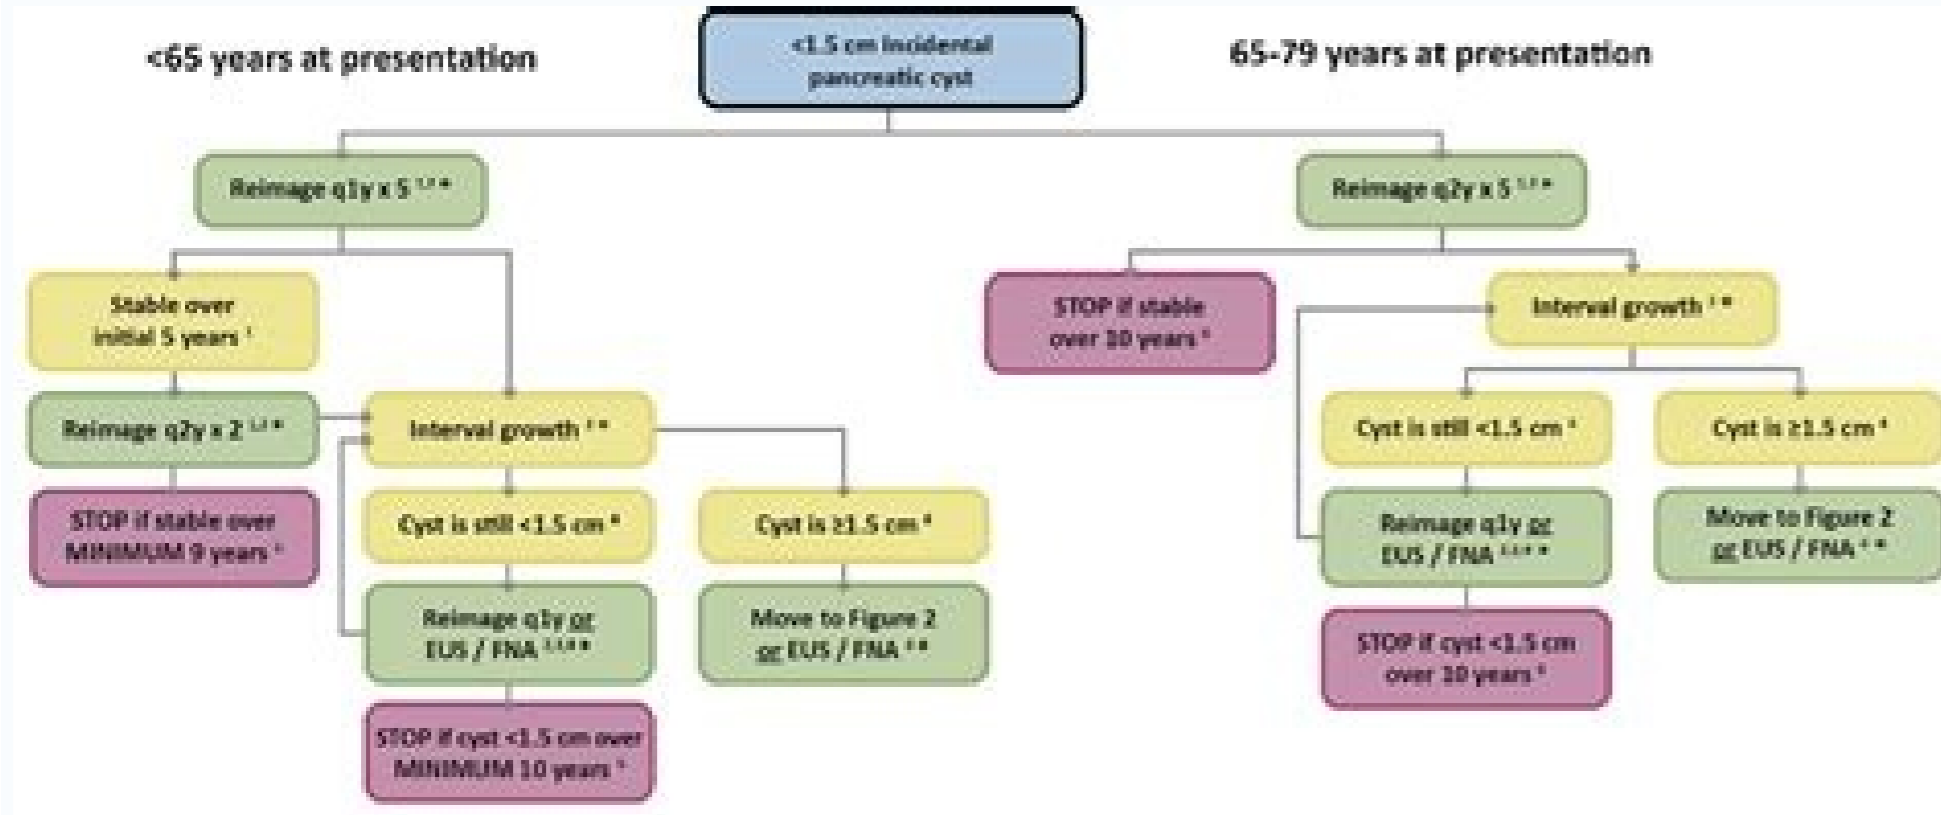 <65 years at presentation
<1.5 cm incidental
pancreatic cyst
65-79 years at presentation
Reimage q1y x 5
Stable over
initial 5 years
Reimage q2y x 2
STOP if stable over
MINIMUM 9 years
Interval growth
Cyst is still <1.5 cm
Reimage q1y or
EUS / FNA
STOP if cyst <1.5 cm over
MINIMUM 10 years
Cyst is ≥1.5 cm
Move to Figure 2
or EUS / FNA
Reimage q2y x 5
STOP if stable
over 10 years
Interval growth
Cyst is still <1.5 cm
Reimage q1y or
EUS / FNA
STOP if cyst <1.5 cm
over 10 years
Cyst is ≥1.5 cm
Move to Figure 2
or EUS / FNA